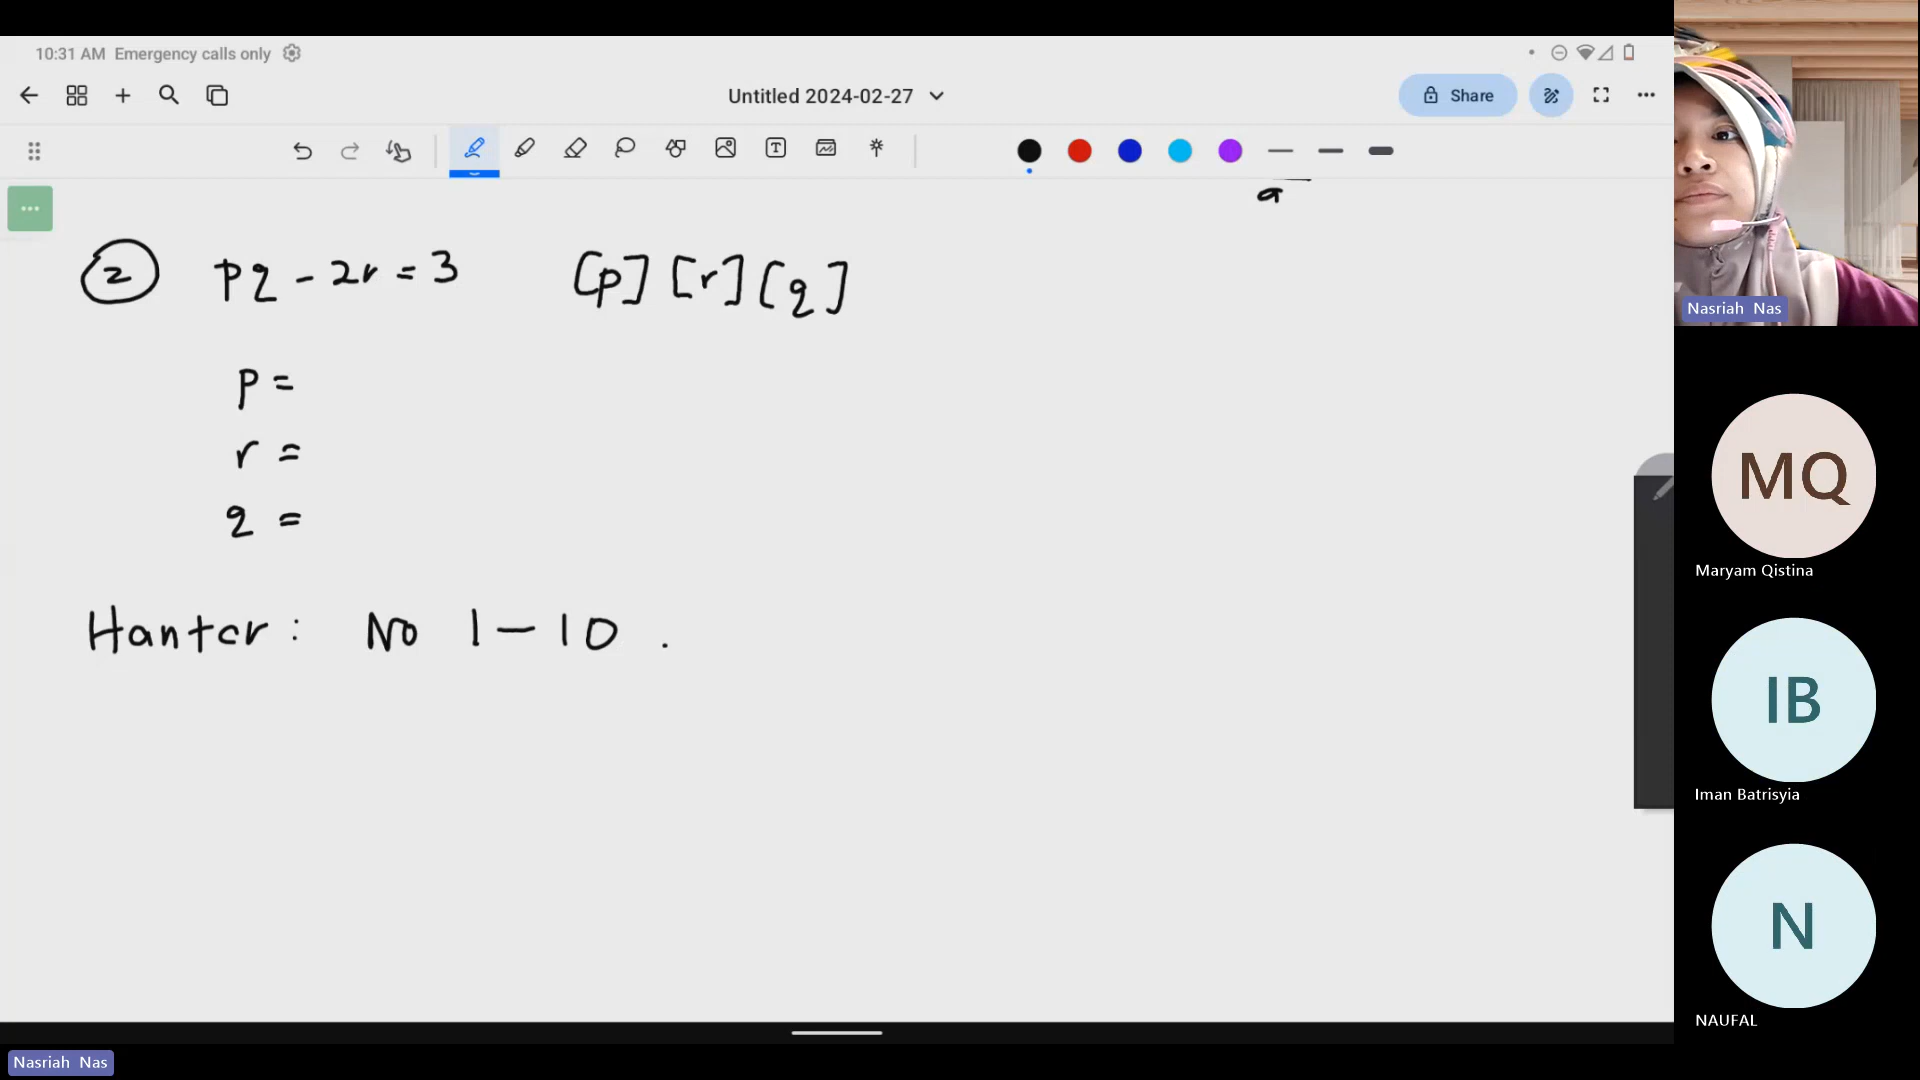 10:31 AM Emergency calls only
Untitled 2024-02-27
Share
a
② pq - 2r = 3 [p] [r] [q]
p =
r =
q =
Hantar : No 1 - 10 .
Nasriah Nas
MQ
Maryam Qistina
IB
Iman Batrisyia
N
NAUFAL
Nasriah Nas